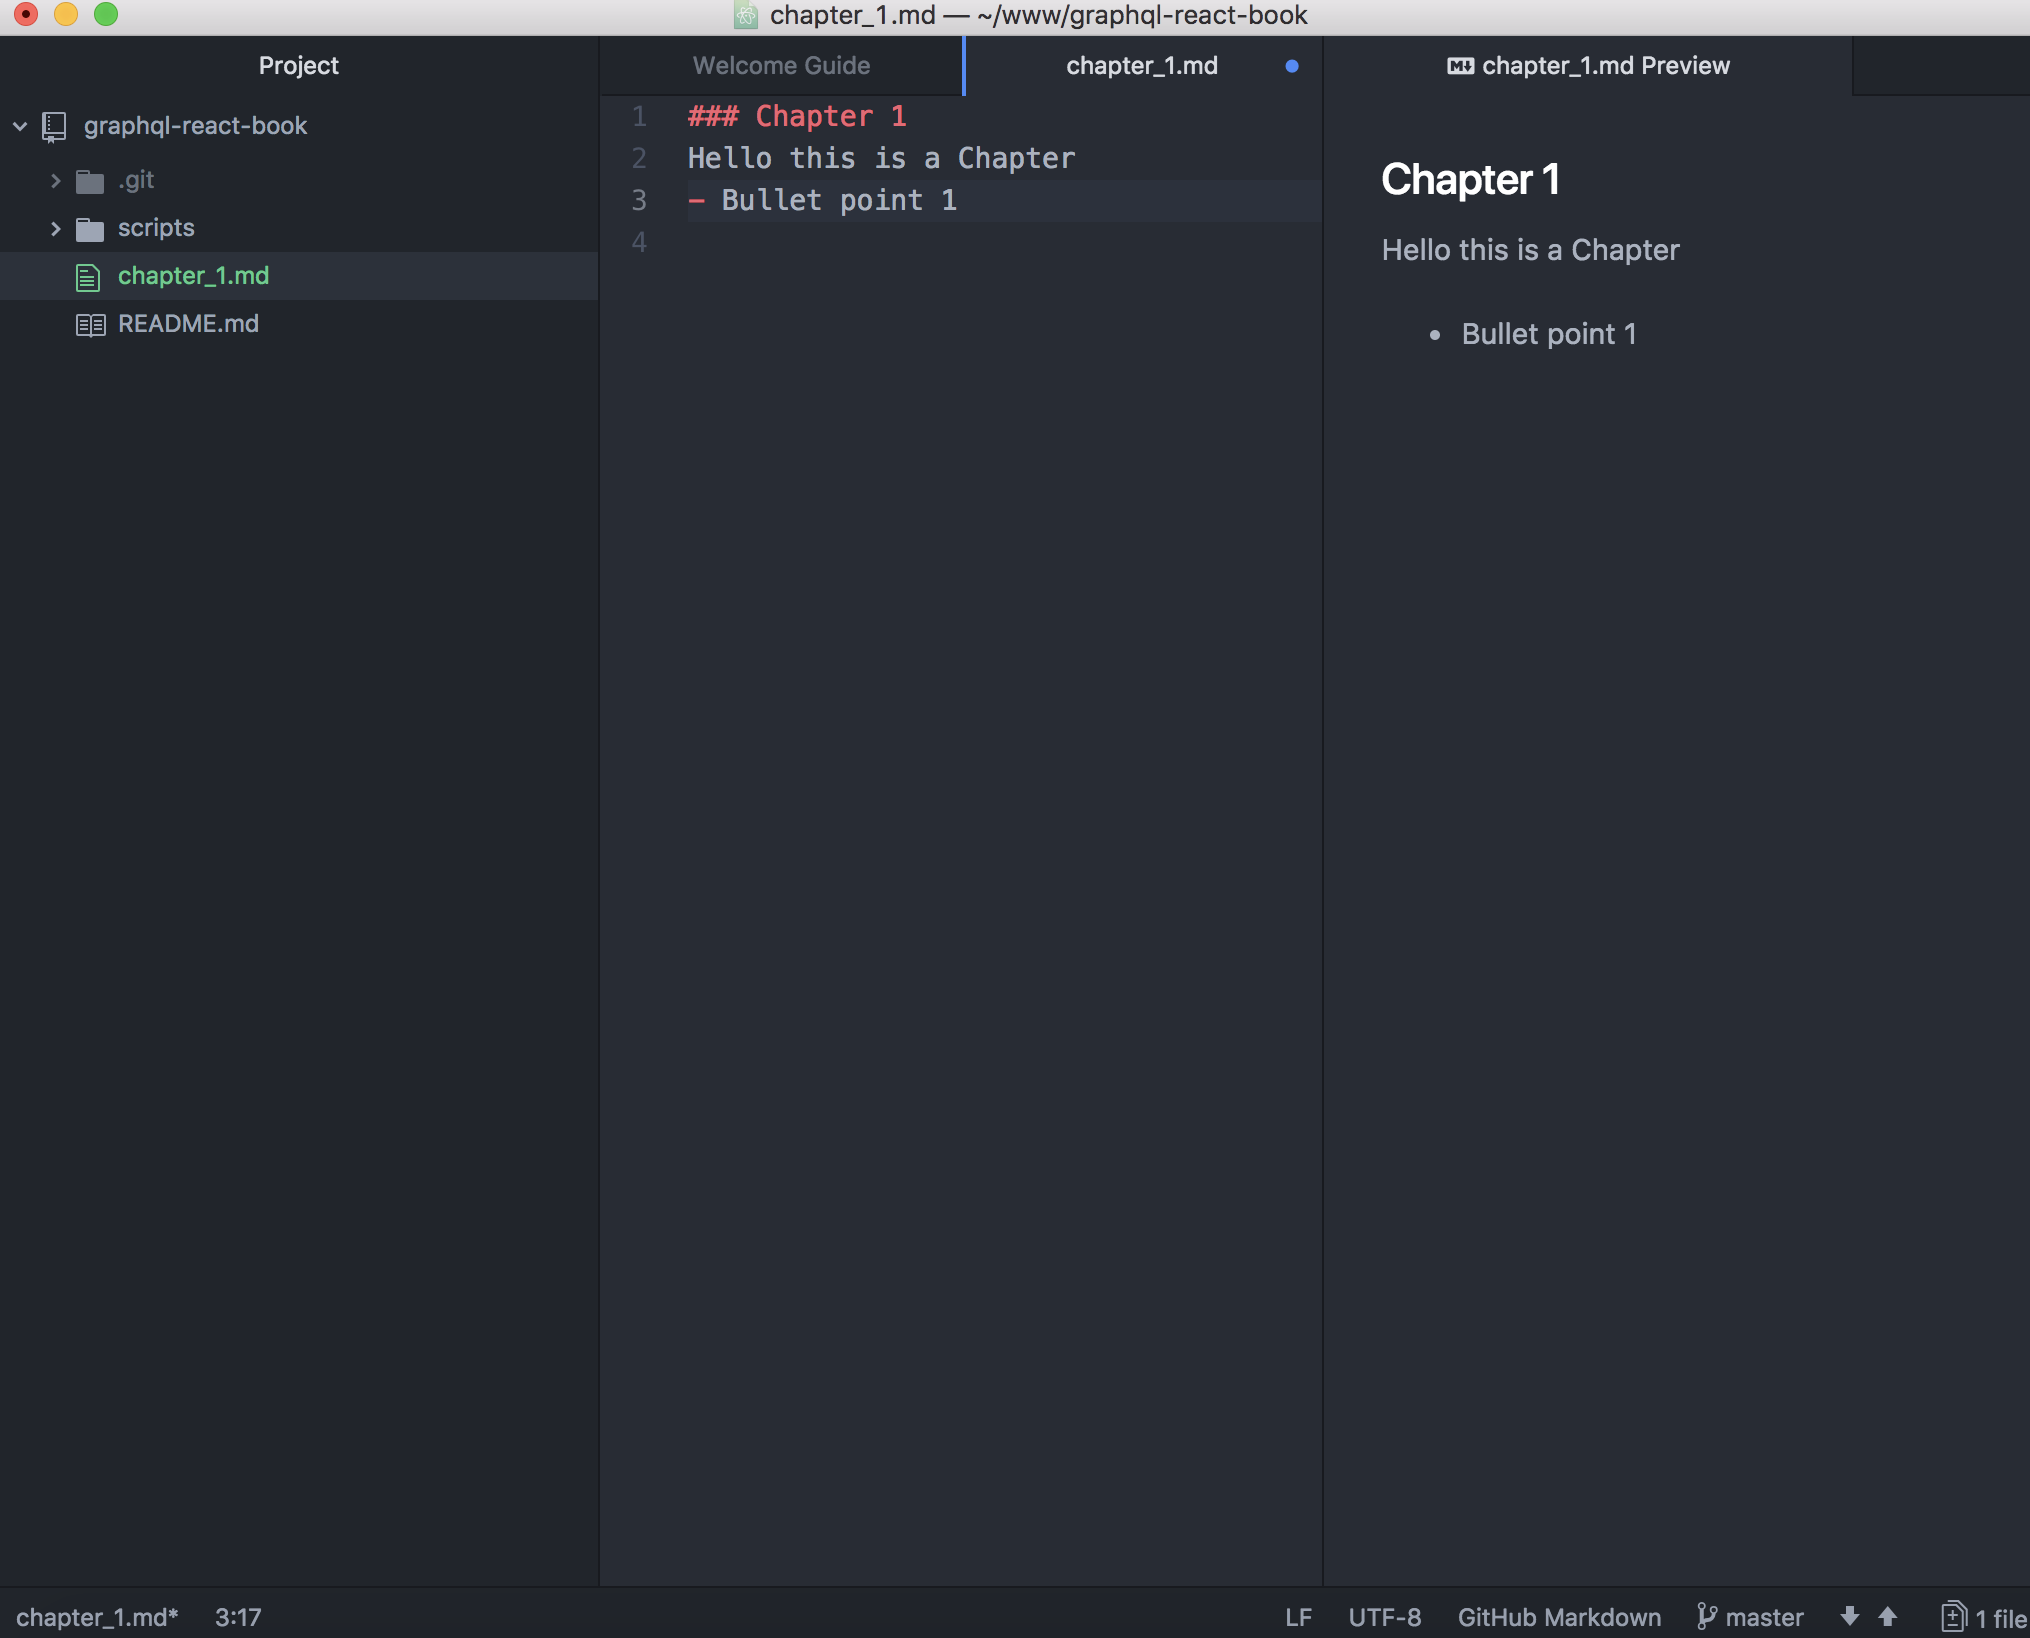 chapter_1.md — ~/www/graphql-react-book
Project
graphql-react-book
.git
scripts
chapter_1.md
README.md
Welcome Guide
chapter_1.md
1 ### Chapter 1
2 Hello this is a Chapter
3 - Bullet point 1
4
chapter_1.md Preview
Chapter 1
Hello this is a Chapter
• Bullet point 1
chapter_1.md* 3:17 LF UTF-8 GitHub Markdown master 1 file